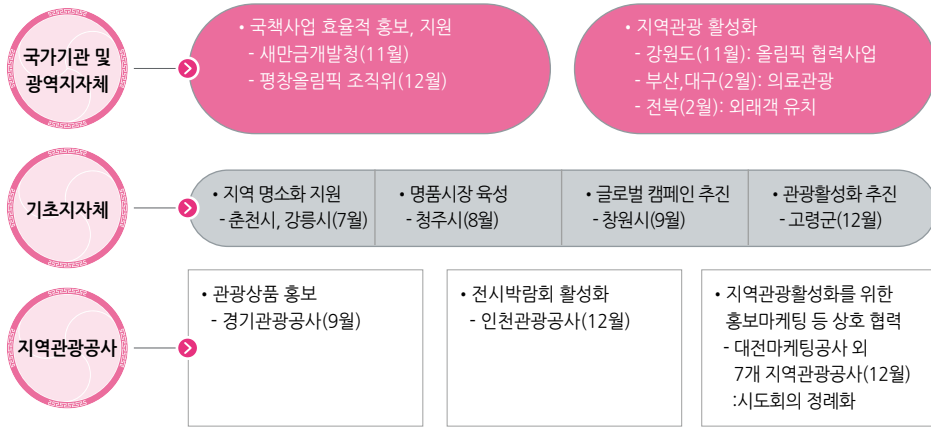 국가기관 및
광역지자체
• 국책사업 효율적 홍보, 지원
- 새만금개발청(11월)
- 평창올림픽 조직위(12월)
• 지역관광 활성화
- 강원도(11월): 올림픽 협력사업
- 부산,대구(2월): 의료관광
- 전북(2월): 외래객 유치
기초지자체
• 지역 명소화 지원
- 춘천시, 강릉시(7월)
• 명품시장 육성
- 청주시(8월)
• 글로벌 캠페인 추진
- 창원시(9월)
• 관광활성화 추진
- 고령군(12월)
지역관광공사
• 관광상품 홍보
- 경기관광공사(9월)
• 전시박람회 활성화
- 인천관광공사(12월)
• 지역관광활성화를 위한
홍보마케팅 등 상호 협력
- 대전마케팅공사 외
7개 지역관광공사(12월)
:시도회의 정례화